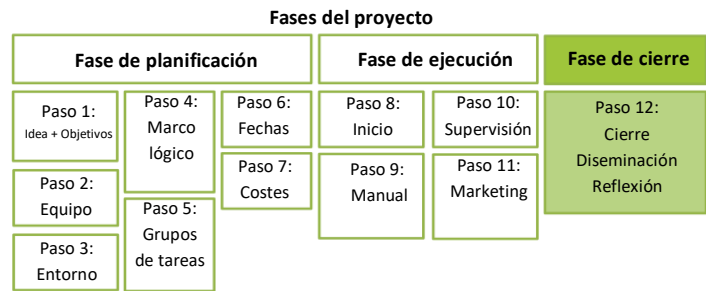 Fases del proyecto
Fase de planificación
Fase de ejecución
Fase de cierre
Paso 1:
Idea + Objetivos
Paso 2:
Equipo
Paso 3:
Entorno
Paso 4:
Marco
lógico
Paso 5:
Grupos
de tareas
Paso 6:
Fechas
Paso 7:
Costes
Paso 8:
Inicio
Paso 9:
Manual
Paso 10:
Supervisión
Paso 11:
Marketing
Paso 12:
Cierre
Diseminación
Reflexión